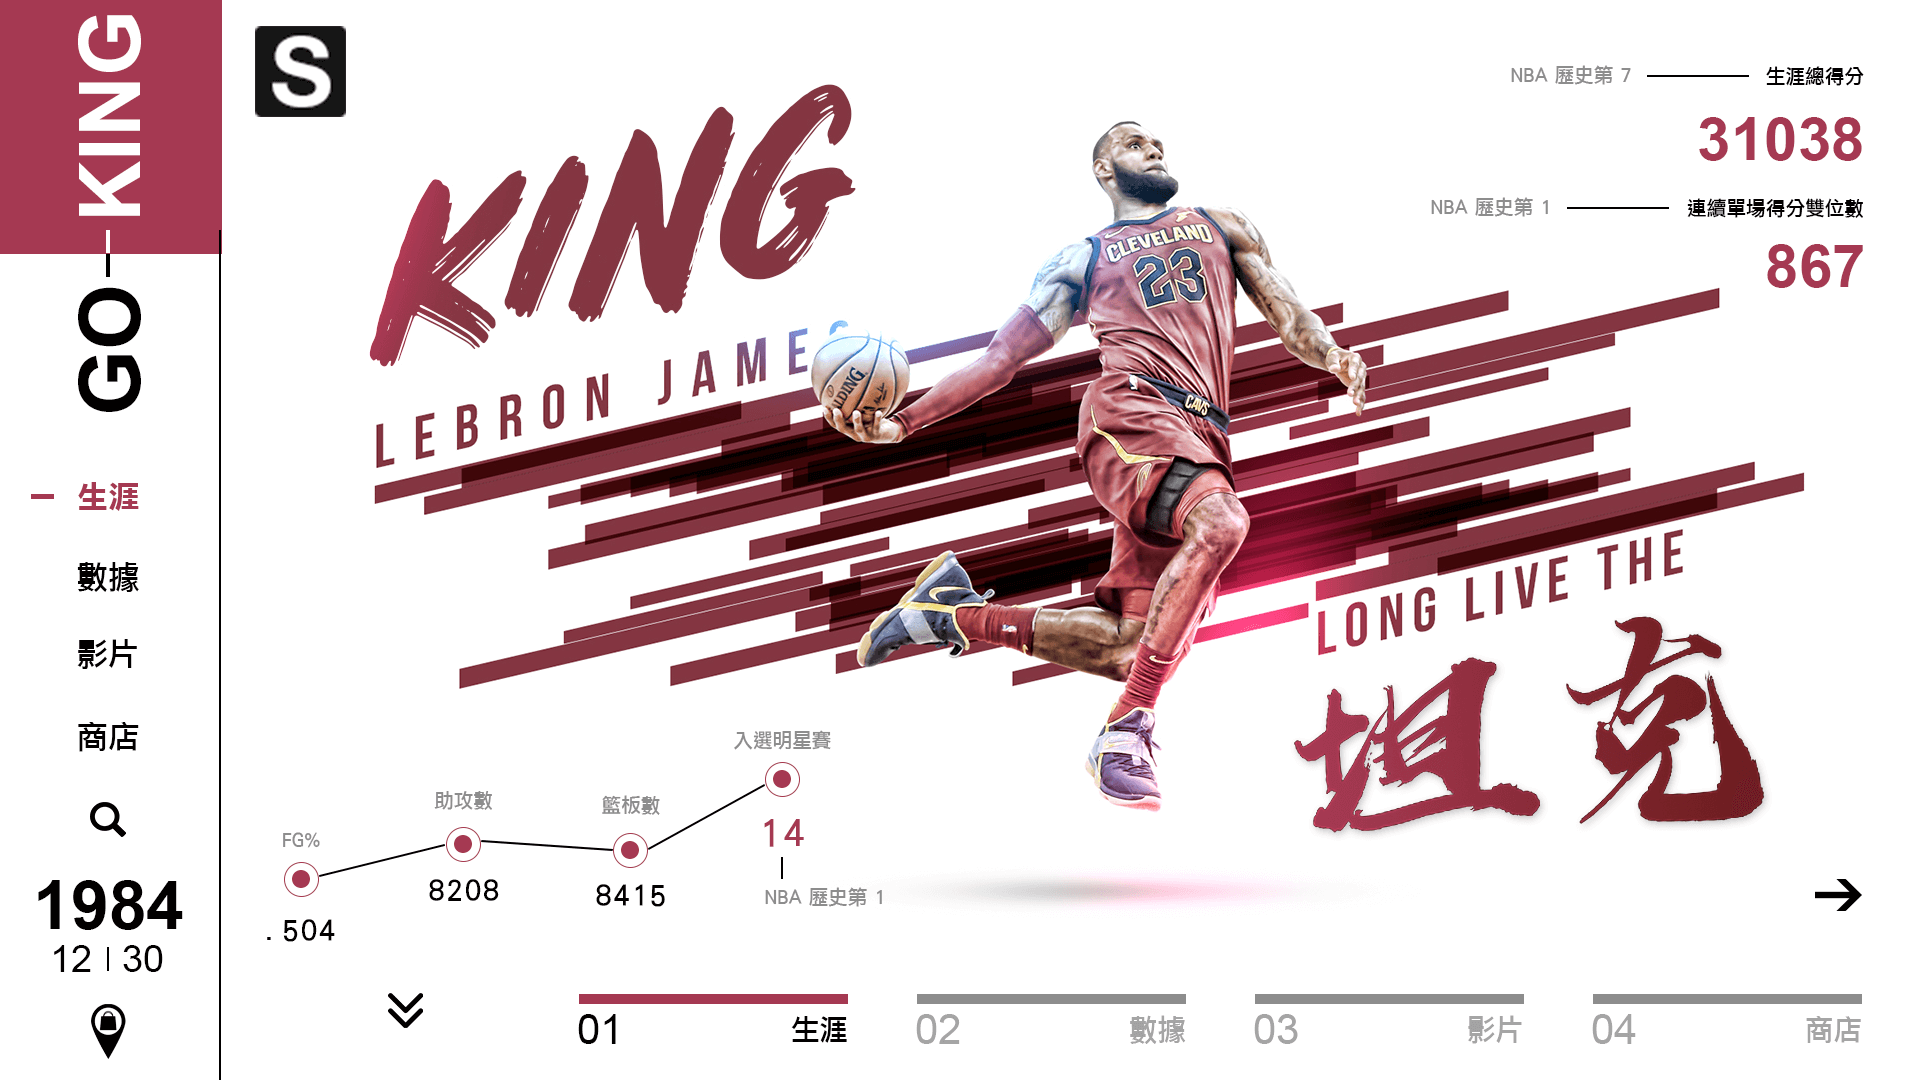 GO KING
生涯
數據
影片
商店
1984
12 | 30
S
KING
LEBRON JAMES
NBA 歷史第 7
生涯總得分
31038
NBA 歷史第 1
連續單場得分雙位數
867
CLEVELAND
23
CAVS
SPALDING
LONG LIVE THE
坦克
FG%
.504
助攻數
8208
籃板數
8415
入選明星賽
14
NBA 歷史第 1
01 生涯
02 數據
03 影片
04 商店